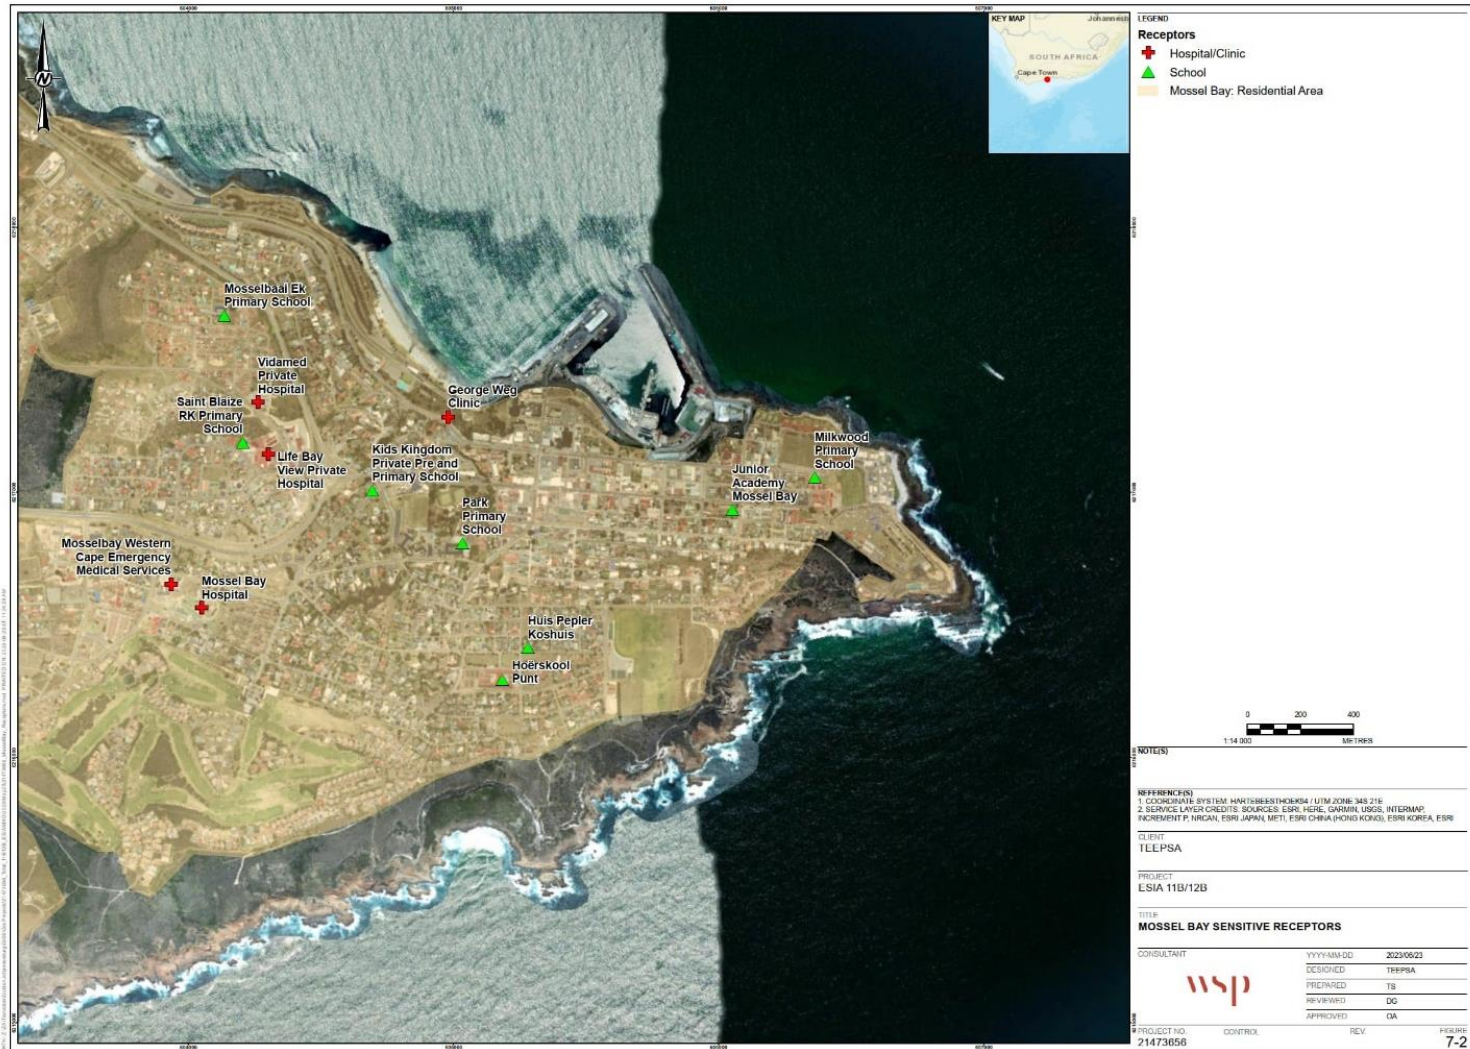 KEY MAP
Johannesb
SOUTH AFRICA
Cape Town
N
Mosselbaai Ek
Primary School
Vidamed
Private
Hospital
Saint Blaize
RK Primary
School
Life Bay
View Private
Hospital
George Weg
Clinic
Kids Kingdom
Private Pre and
Primary School
Park
Primary
School
Milkwood
Primary
School
Junior
Academy
Mossel Bay
Mosselbay Western
Cape Emergency
Medical Services
Mossel Bay
Hospital
Huis Pepler
Koshuis
Hoërskool
Punt
LEGEND
Receptors
Hospital/Clinic
School
Mossel Bay: Residential Area
0 200 400
1:14 000 METRES
NOTE(S)
REFERENCE(S)
1. COORDINATE SYSTEM: HARTEBEESTHOEK94 / UTM ZONE 34S 21E
2. SERVICE LAYER CREDITS: SOURCES: ESRI, HERE, GARMIN, USGS, INTERMAP,
INCREMENT P, NRCAN, ESRI JAPAN, METI, ESRI CHINA (HONG KONG), ESRI KOREA, ESRI
CLIENT
TEEPSA
PROJECT
ESIA 11B/12B
TITLE
MOSSEL BAY SENSITIVE RECEPTORS
CONSULTANT
wsp
YYYY-MM-DD 2023/06/23
DESIGNED TEEPSA
PREPARED TS
REVIEWED DG
APPROVED OA
PROJECT NO. CONTROL REV. FIGURE
21473656 7-2